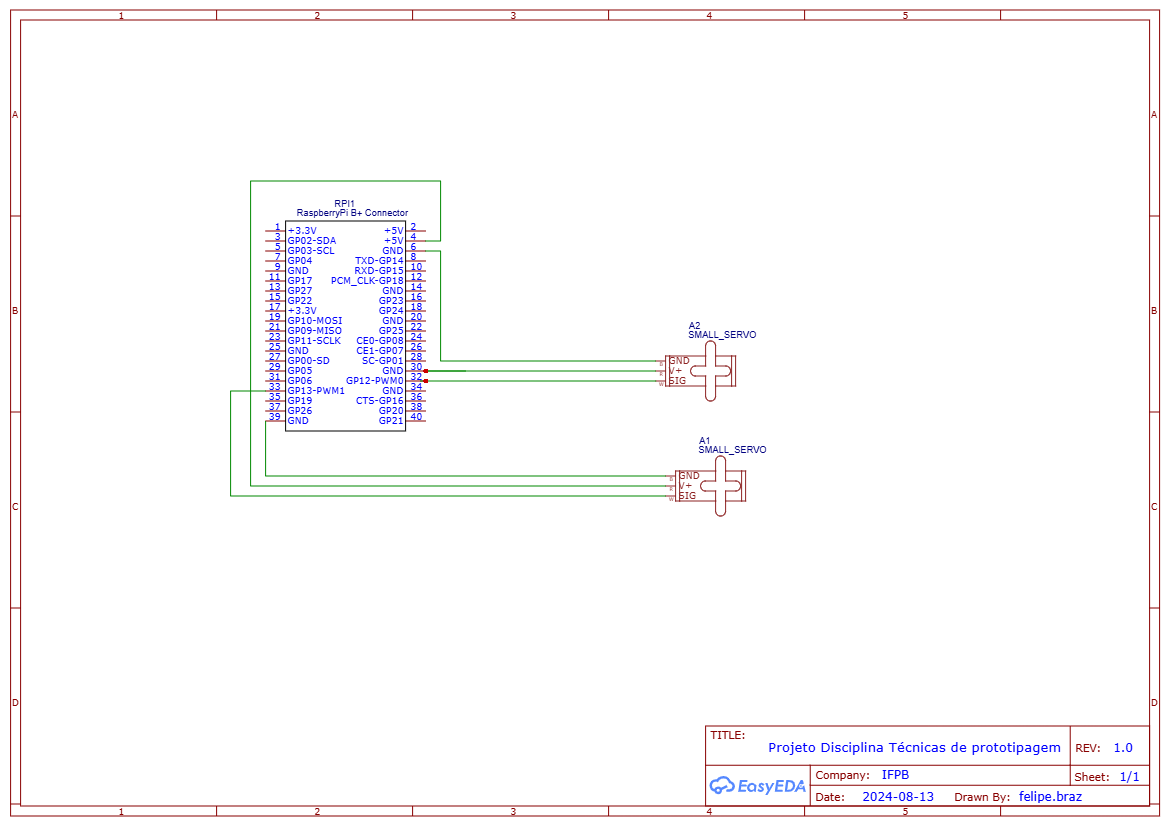 1 2 3 4 5
A A
RPI1
RaspberryPi B+ Connector
1 +3.3V +5V 2
3 GP02-SDA +5V 4
5 GP03-SCL GND 6
7 GP04 TXD-GP14 8
9 GND RXD-GP15 10
11 GP17 PCM_CLK-GP18 12
13 GP27 GND 14
15 GP22 GP23 16
17 +3.3V GP24 18
19 GP10-MOSI GND 20
21 GP09-MISO GP25 22
23 GP11-SCLK CE0-GP08 24
25 GND CE1-GP07 26
27 GP00-SD SC-GP01 28
29 GP05 GND 30
31 GP06 GP12-PWM0 32
33 GP13-PWM1 GND 34
35 GP19 CTS-GP16 36
37 GP26 GP20 38
39 GND GP21 40
B B
A2
SMALL_SERVO
GND
V+
SIG
A1
SMALL_SERVO
GND
V+
SIG
C C
D D
TITLE:
Projeto Disciplina Técnicas de prototipagem
REV: 1.0
EasyEDA
Company: IFPB
Sheet: 1/1
Date: 2024-08-13 Drawn By: felipe.braz
1 2 3 4 5